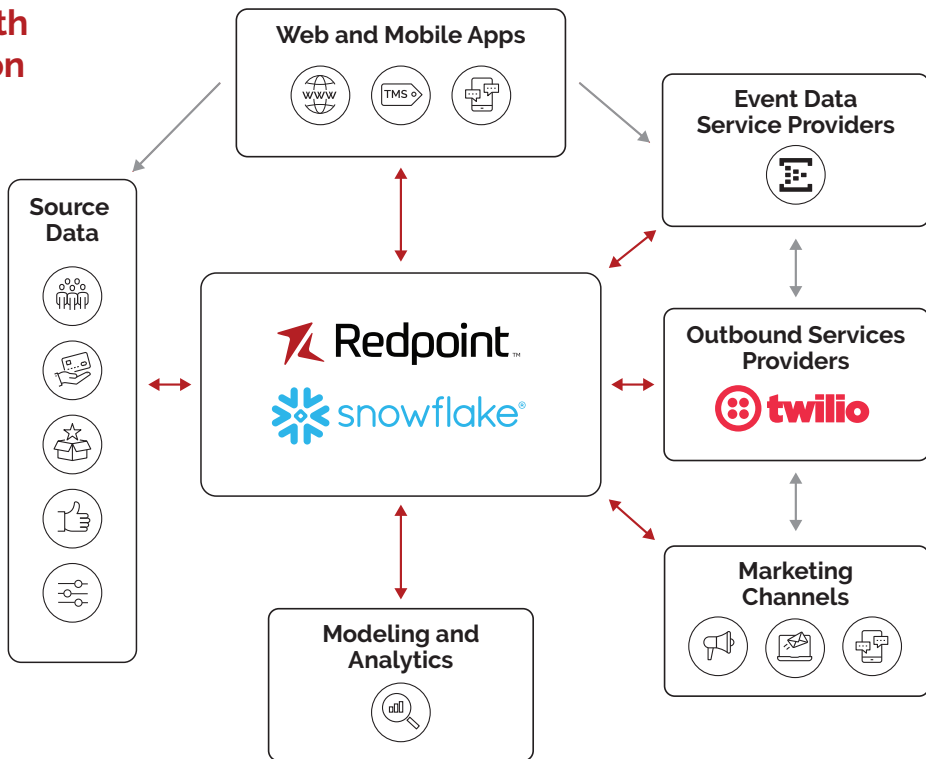 th
on
Web and Mobile Apps
www
TMS
Event Data
Service Providers
Source
Data
Redpoint™
snowflake®
Outbound Services
Providers
twilio
Marketing
Channels
Modeling and
Analytics